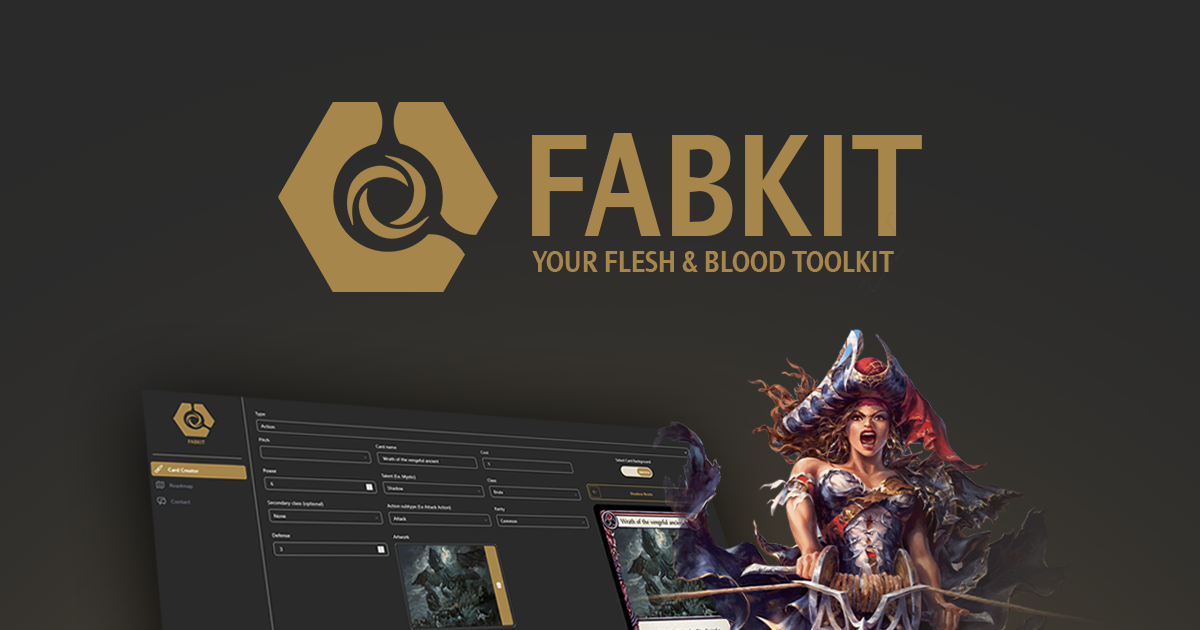 FABKIT
YOUR FLESH & BLOOD TOOLKIT
FABKIT
Card Creator
Roadmap
Contact
Type
Action
Pitch
Card name
Wrath of the vengeful ancient
Cost
1
Select Card Background
Power
6
Talent (f.ex. Mystic)
Shadow
Class
Brute
Shadow Brute
Secondary class (optional)
None
Action subtype (f.ex Attack Action)
Attack
Rarity
Common
Defense
3
Artwork
Wrath of the vengeful